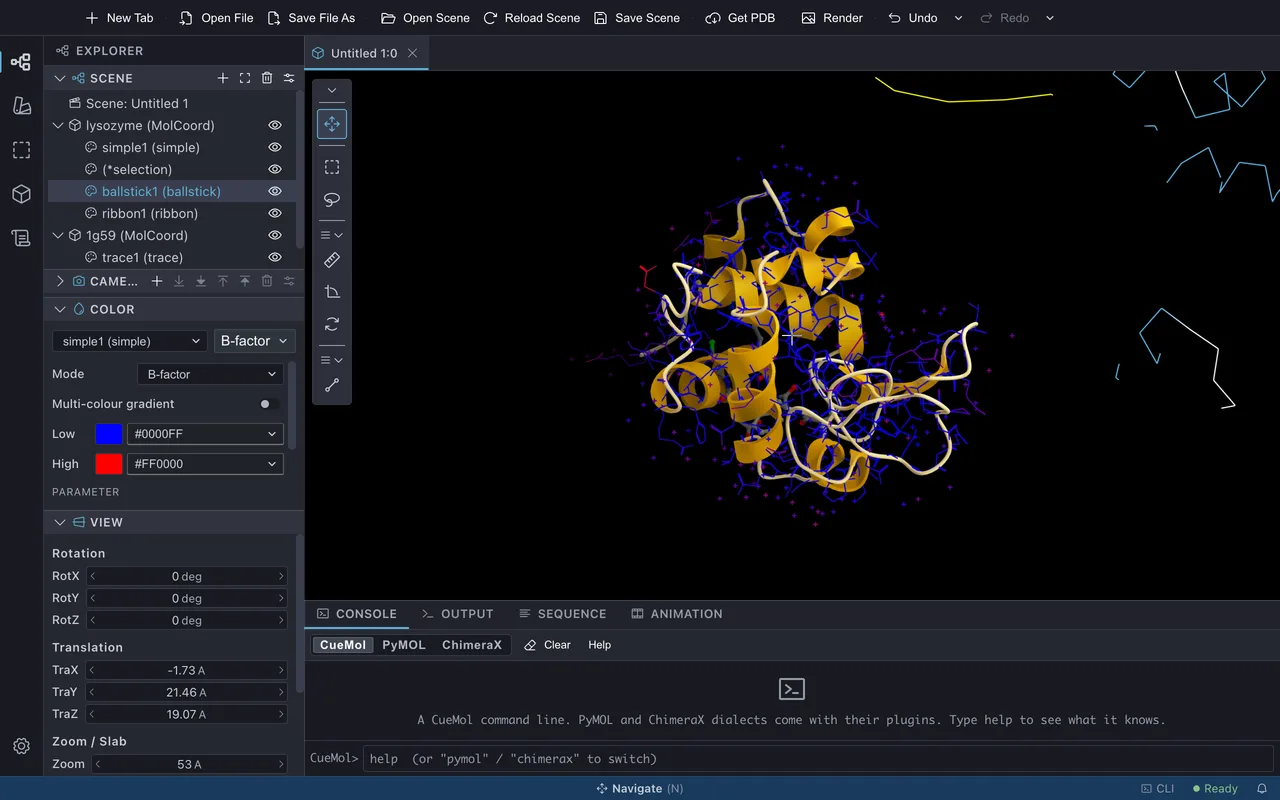 New Tab Open File Save File As Open Scene Reload Scene Save Scene Get PDB Render Undo Redo
EXPLORER
Untitled 1:0
SCENE
Scene: Untitled 1
lysozyme (MolCoord)
simple1 (simple)
(*selection)
ballstick1 (ballstick)
ribbon1 (ribbon)
1g59 (MolCoord)
trace1 (trace)
CAME...
COLOR
simple1 (simple) B-factor
Mode B-factor
Multi-colour gradient
Low #0000FF
High #FF0000
PARAMETER
VIEW
Rotation
RotX 0 deg
RotY 0 deg
RotZ 0 deg
Translation
TraX -1.73 A
TraY 21.46 A
TraZ 19.07 A
Zoom / Slab
Zoom 53 A
CONSOLE OUTPUT SEQUENCE ANIMATION
CueMol PyMOL ChimeraX Clear Help
A CueMol command line. PyMOL and ChimeraX dialects come with their plugins. Type help to see what it knows.
CueMol> help (or "pymol" / "chimerax" to switch)
Navigate (N) CLI Ready